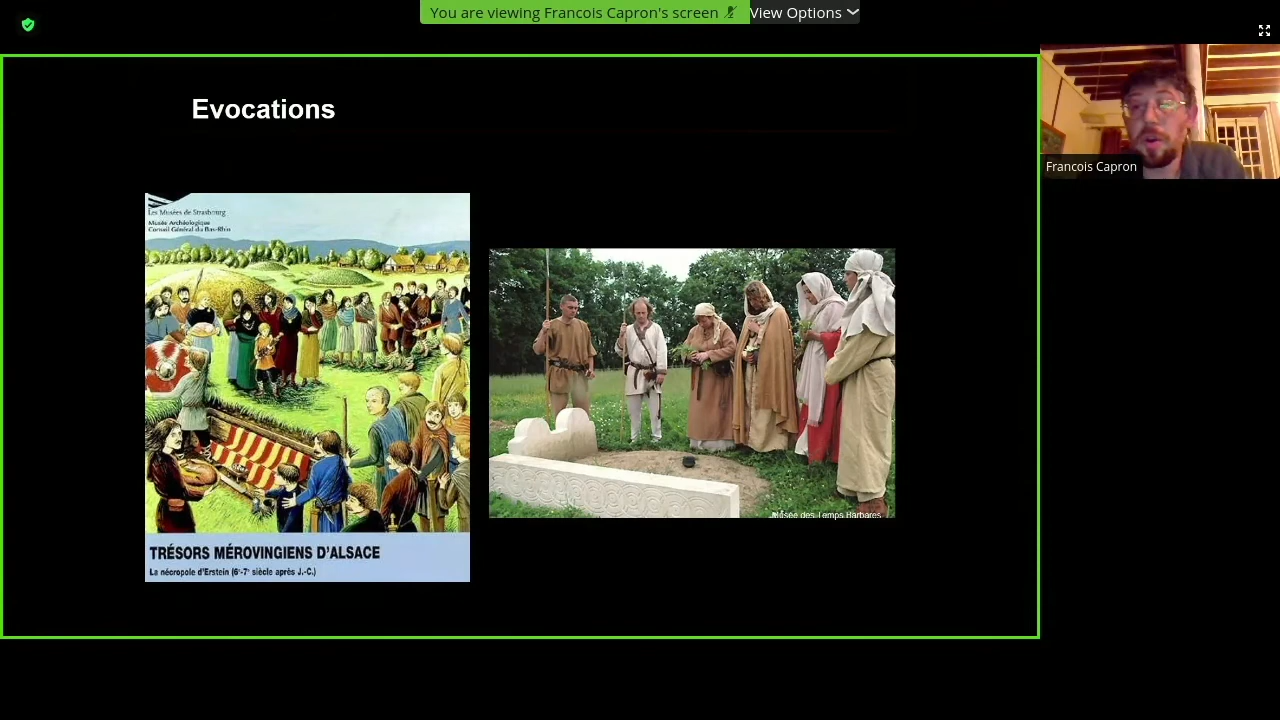 You are viewing Francois Capron's screen
View Options
Evocations
Francois Capron
Les Musées de Strasbourg
Musée Archéologique
Conseil Général du Bas-Rhin
Musée des Temps Barbares
TRÉSORS MÉROVINGIENS D'ALSACE
La nécropole d'Erstein (6e-7e siècle après J.-C.)